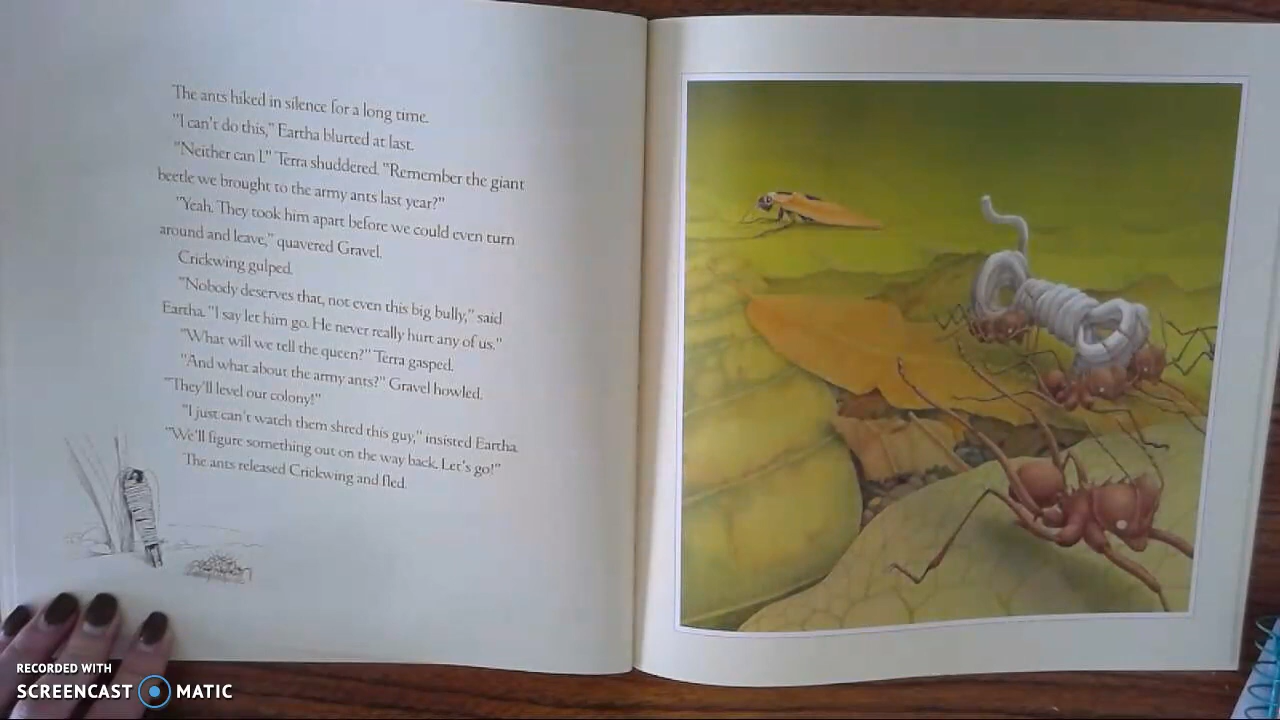 The ants hiked in silence for a long time.
"I can't do this," Eartha blurted at last.
"Neither can I." Terra shuddered. "Remember the giant
beetle we brought to the army ants last year?"
"Yeah. They took him apart before we could even turn
around and leave," quavered Gravel.
Crickwing gulped.
"Nobody deserves that, not even this big bully," said
Eartha. "I say let him go. He never really hurt any of us."
"What will we tell the queen?" Terra gasped.
"And what about the army ants?" Gravel howled.
"They'll level our colony!"
"I just can't watch them shred this guy," insisted Eartha.
"We'll figure something out on the way back. Let's go!"
The ants released Crickwing and fled.
RECORDED WITH
SCREENCAST MATIC